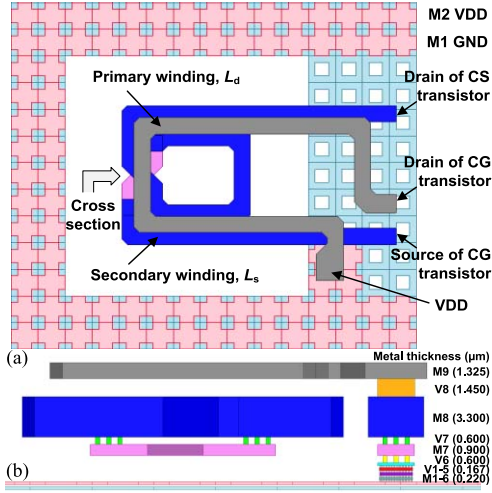 M2 VDD
M1 GND
Primary winding, Ld
Drain of CS
transistor
Drain of CG
transistor
Cross
section
Source of CG
transistor
Secondary winding, Ls
VDD
(a)
Metal thickness (μm)
M9 (1.325)
V8 (1.450)
M8 (3.300)
V7 (0.600)
M7 (0.900)
V6 (0.600)
V1-5 (0.167)
M1-6 (0.220)
(b)